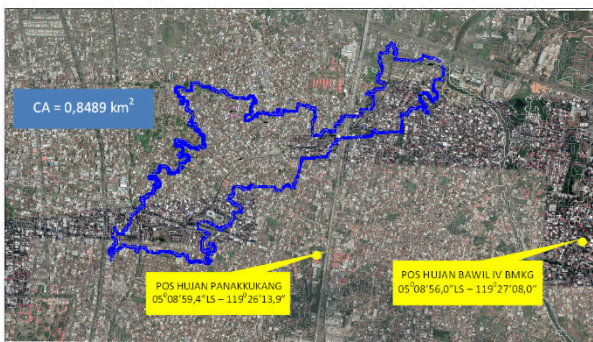 CA = 0,8489 km²
POS HUJAN PANAKKUKANG
05⁰08’59,4”LS – 119⁰26’13,9”
POS HUJAN BAWIL IV BMKG
05⁰08’56,0”LS – 119⁰27’08,0”